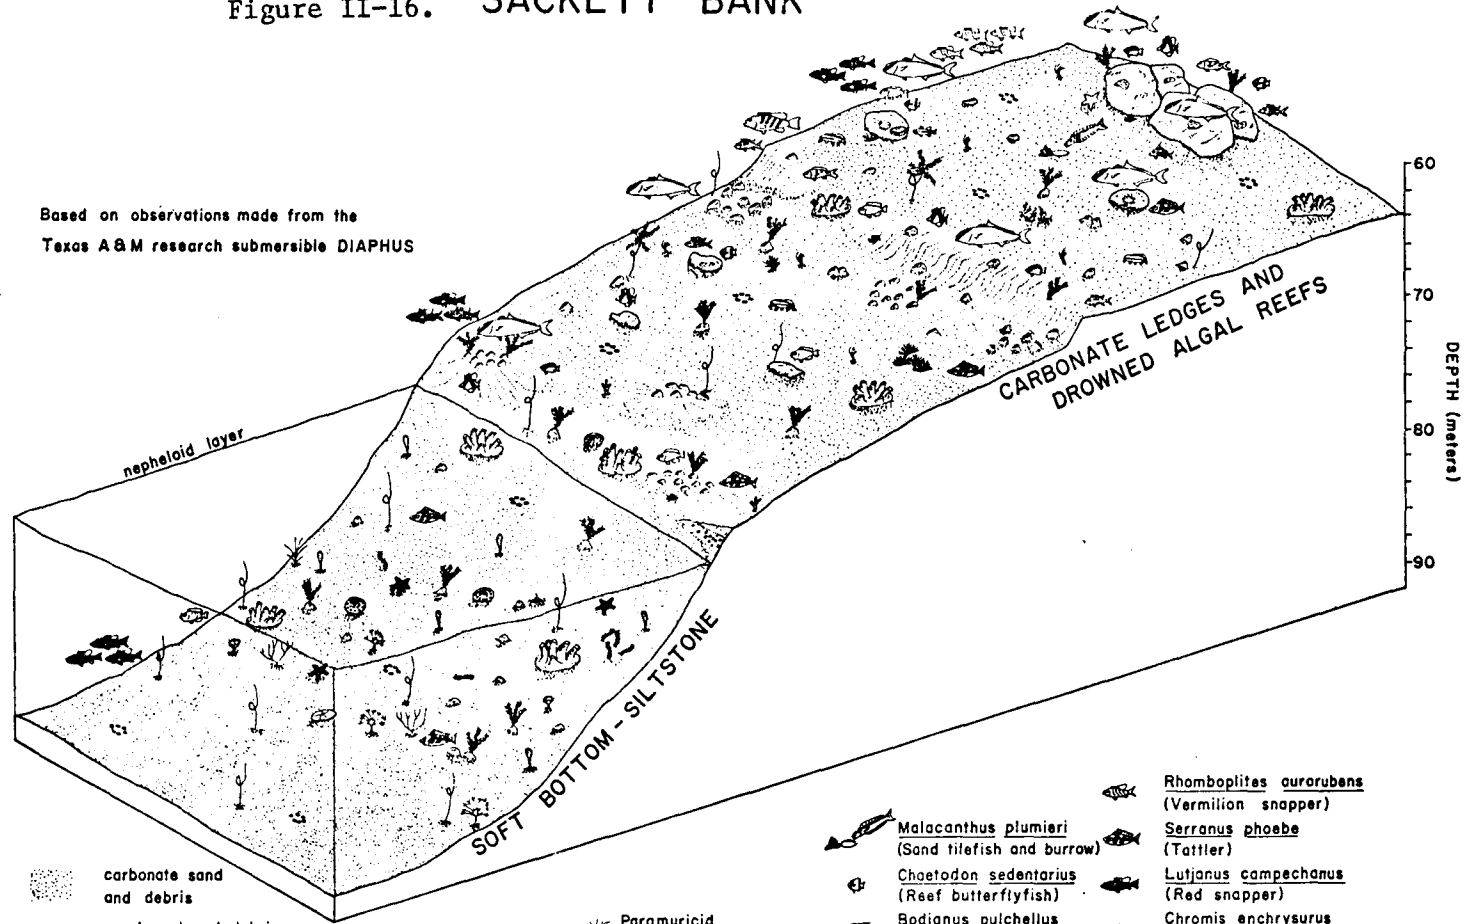 Figure II-16. SACKETT BANK
Based on observations made from the
Texas A&M research submersible DIAPHUS
60
70
80
90
DEPTH (meters)
CARBONATE LEDGES AND
DROWNED ALGAL REEFS
nepheloid layer
SOFT BOTTOM-SILTSTONE
carbonate sand
and debris
Paramuricid
Malacanthus plumieri
(Sand tilefish and burrow)
Chaetodon sedentarius
(Reef butterflyfish)
Bodianus pulchellus
Rhomboplites aurorubens
(Vermilion snapper)
Serranus phoebe
(Tattler)
Lutjanus campechanus
(Red snapper)
Chromis enchrysurus